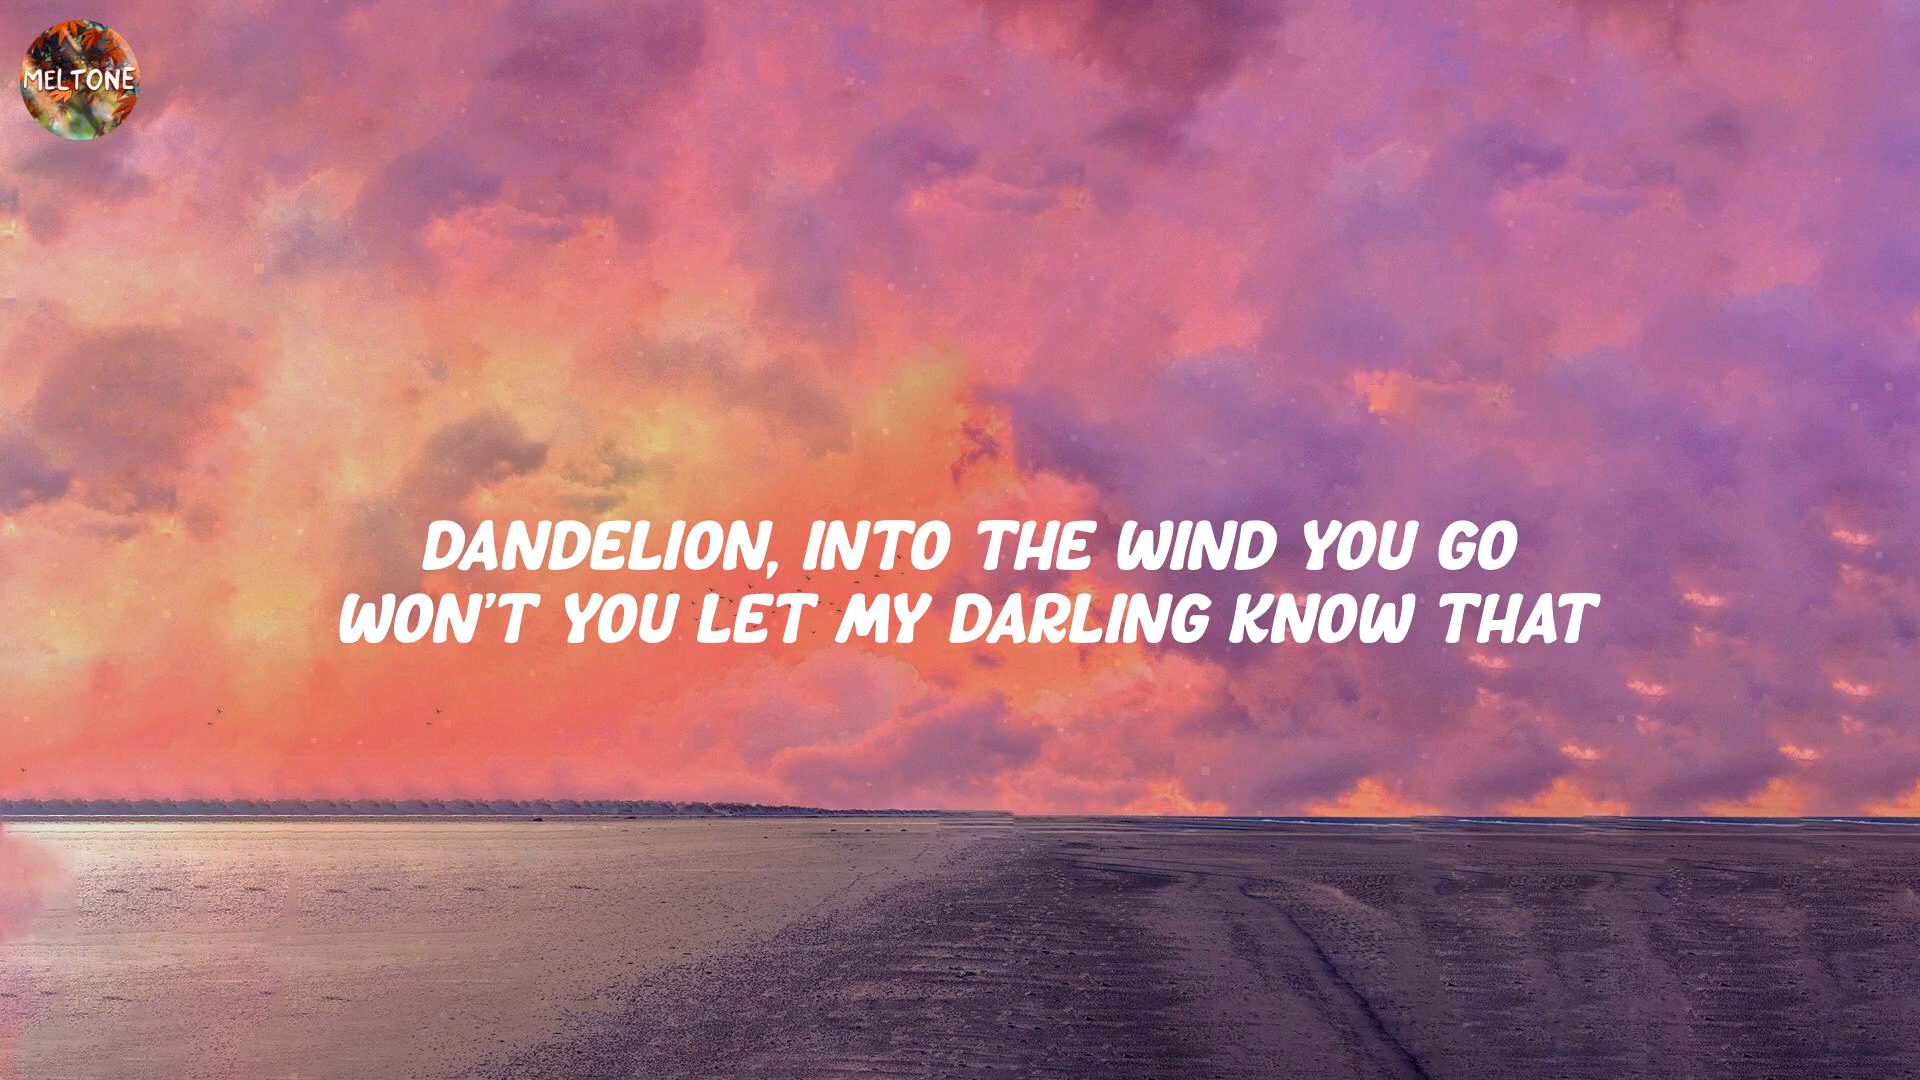 MELTONE
DANDELION, INTO THE WIND YOU GO
WON'T YOU LET MY DARLING KNOW THAT